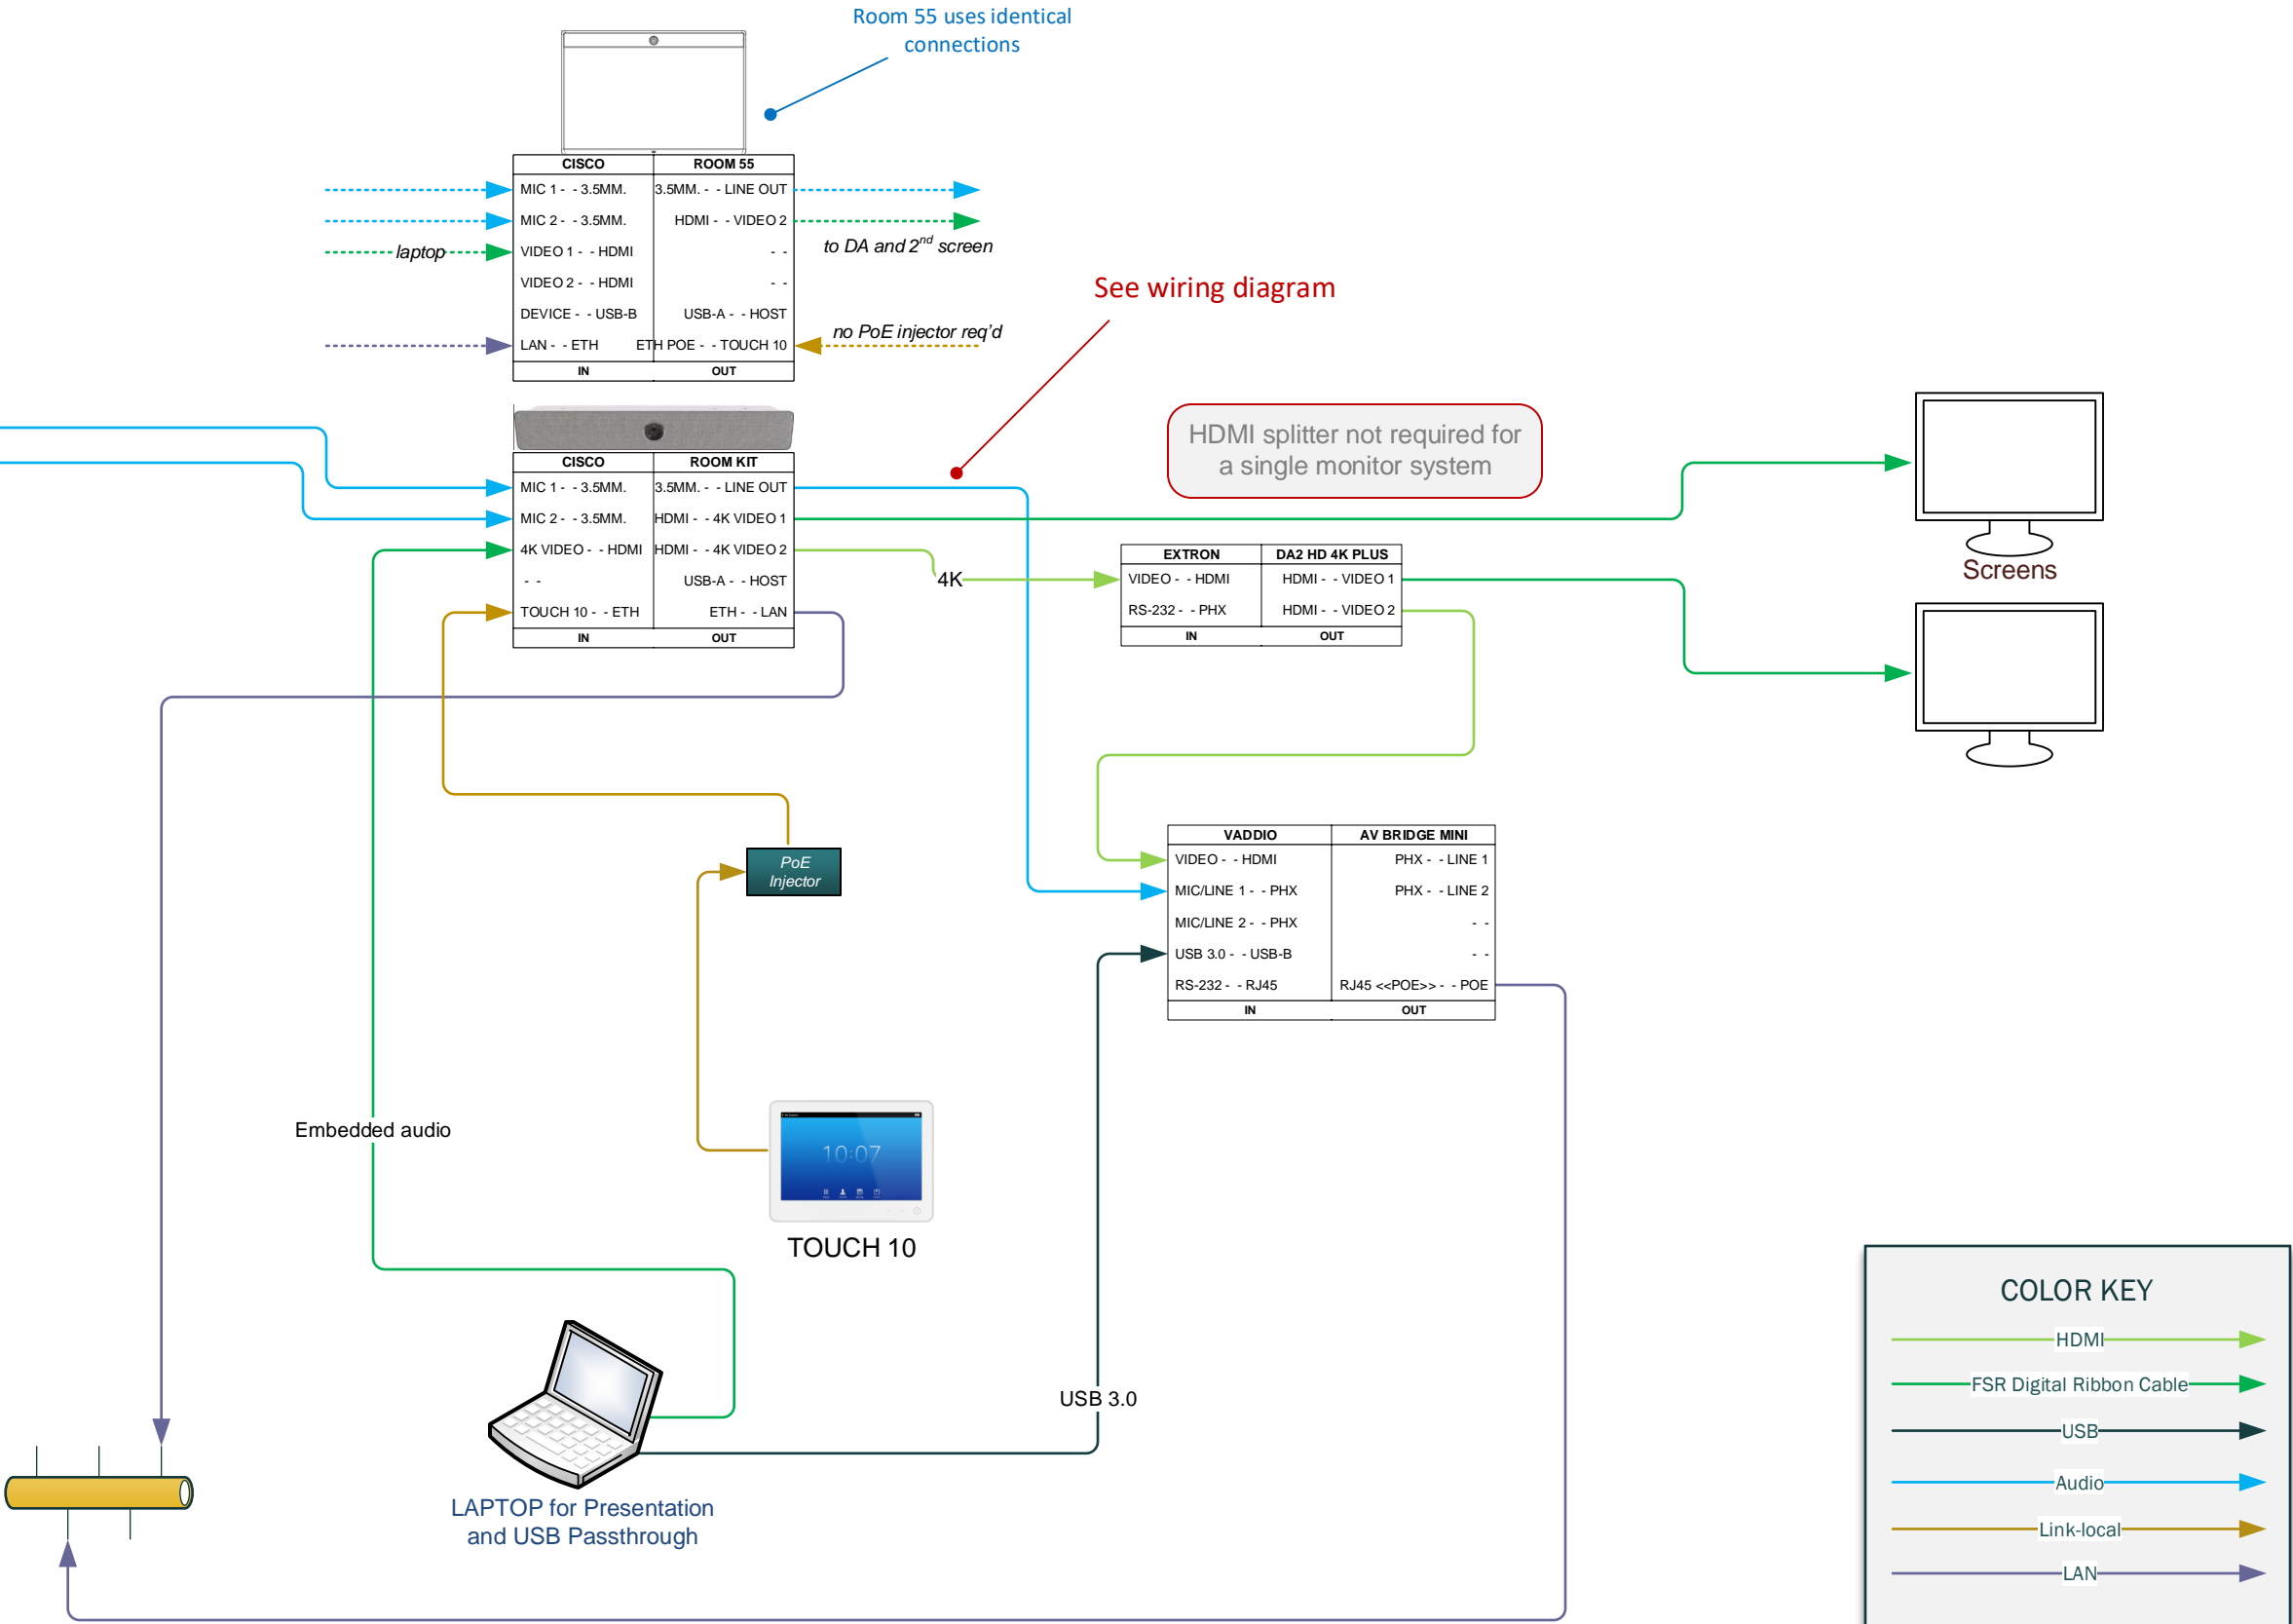 Room 55 uses identical
connections
CISCO ROOM 55
MIC 1 - - 3.5MM. 3.5MM. - - LINE OUT
MIC 2 - - 3.5MM. HDMI - - VIDEO 2
laptop VIDEO 1 - - HDMI - - to DA and 2nd screen
VIDEO 2 - - HDMI - -
DEVICE - - USB-B USB-A - - HOST
no PoE injector req'd
LAN - - ETH ETH POE - - TOUCH 10
IN OUT
See wiring diagram
HDMI splitter not required for
a single monitor system
CISCO ROOM KIT
MIC 1 - - 3.5MM. 3.5MM. - - LINE OUT
MIC 2 - - 3.5MM. HDMI - - 4K VIDEO 1
4K VIDEO - - HDMI HDMI - - 4K VIDEO 2
- - USB-A - - HOST
TOUCH 10 - - ETH ETH - - LAN
IN OUT
4K
EXTRON DA2 HD 4K PLUS
VIDEO - - HDMI HDMI - - VIDEO 1
RS-232 - - PHX HDMI - - VIDEO 2
IN OUT
Screens
PoE
Injector
VADDIO AV BRIDGE MINI
VIDEO - - HDMI PHX - - LINE 1
MIC/LINE 1 - - PHX PHX - - LINE 2
MIC/LINE 2 - - PHX - -
USB 3.0 - - USB-B - -
RS-232 - - RJ45 RJ45 <<POE>> - - POE
IN OUT
Embedded audio
10:07
TOUCH 10
USB 3.0
LAPTOP for Presentation
and USB Passthrough
COLOR KEY
HDMI
FSR Digital Ribbon Cable
USB
Audio
Link-local
LAN